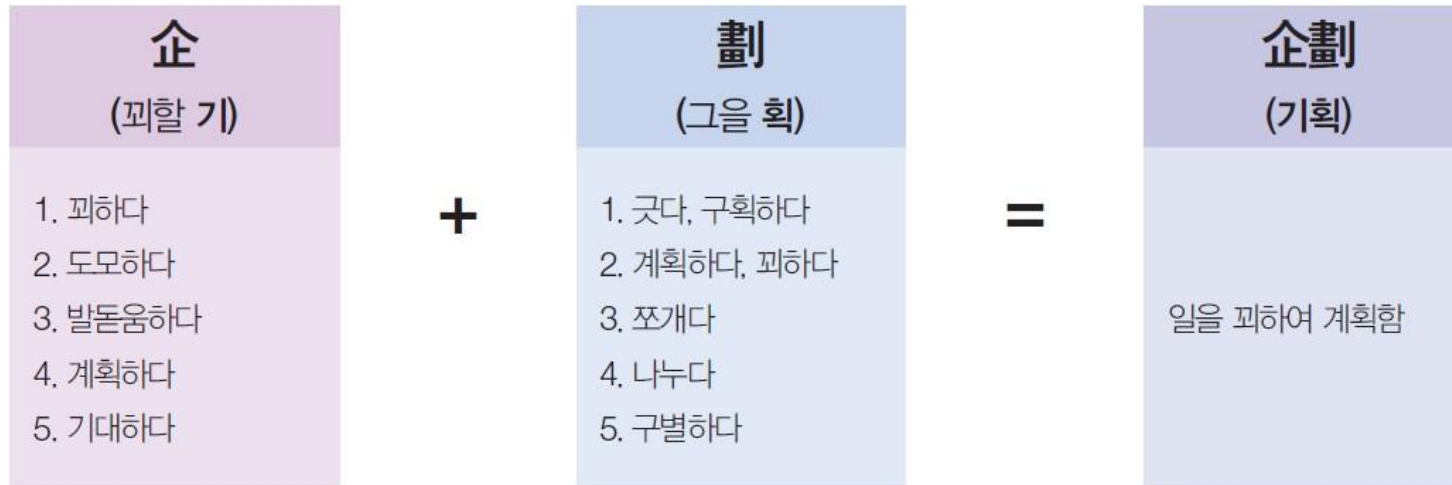 企
(꾀할 기)
1. 꾀하다
2. 도모하다
3. 발돋움하다
4. 계획하다
5. 기대하다
+
劃
(그을 획)
1. 긋다, 구획하다
2. 계획하다, 꾀하다
3. 쪼개다
4. 나누다
5. 구별하다
=
企劃
(기획)
일을 꾀하여 계획함